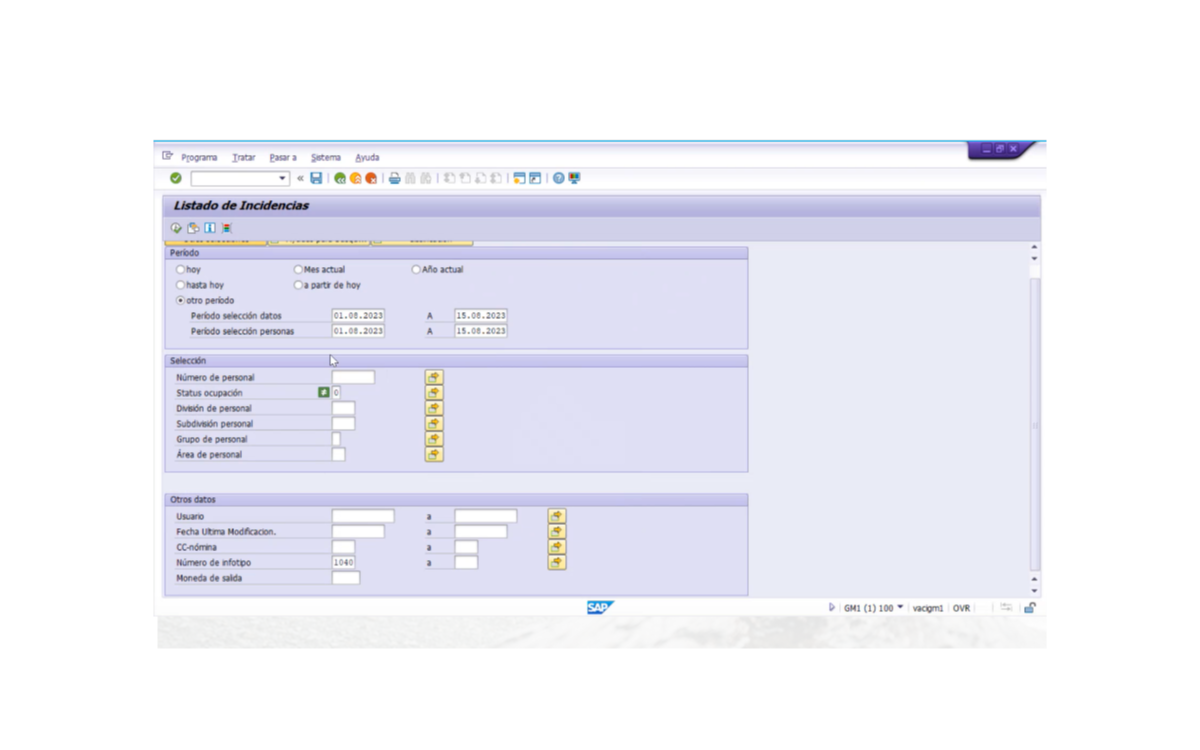 Programa Tratar Pasar a Sistema Ayuda
Listado de Incidencias
Período
hoy Mes actual Año actual
hasta hoy a partir de hoy
otro período
Período selección datos 01.08.2023 A 15.08.2023
Período selección personas 01.08.2023 A 15.08.2023
Selección
Número de personal
Status ocupación ≠ 0
División de personal
Subdivisión personal
Grupo de personal
Área de personal
Otros datos
Usuario a
Fecha Ultima Modificacion. a
CC-nómina a
Número de infotipo 1040 a
Moneda de salda
SAP GM1 (1) 100 vacigm1 OVR